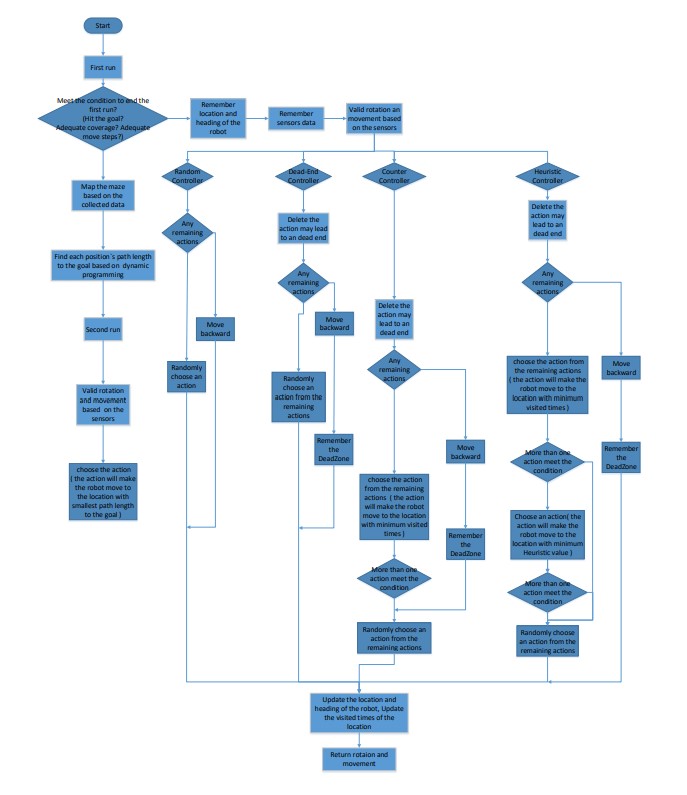 Start
First run
Meet the condition to end the
first run?
(Hit the goal?
Adequate coverage? Adequate
move steps?)
Remember
location and
heading of the
robot
Remember
sensors data
Valid rotation an
movement based
on the sensors
Map the maze
based on the
collected data
Find each position`s path length
to the goal based on dynamic
programming
Second run
Valid rotation
and movement
based on the
sensors
choose the action
( the action will make
the robot move to
the location with
smallest path length
to the goal )
Random
Controller
Any
remaining
actions
Move
backward
Randomly
choose an
action
Dead-End
Controller
Delete the
action may lead
to an dead end
Any
remaining
actions
Move
backward
Randomly
choose an
action from the
remaining
actions
Remember
the
DeadZone
Counter
Controller
Delete the
action may
lead to an
dead end
Any
remaining
actions
Move
backward
choose the action
from the remaining
actions ( the action
will make the robot
move to the location
with minimum visited
times )
Remember
the
DeadZone
More than one
action meet the
condition
Randomly choose an
action from the
remaining actions
Heuristic
Controller
Delete the
action may
lead to an
dead end
Any
remaining
actions
choose the action from
the remaining actions
( the action will make the
robot move to the
location with minimum
visited times )
Move
backward
More than one
action meet the
condition
Remember
the
DeadZone
Choose an action( the
action will make the
robot move to the
location with minimum
Heuristic value )
More than one
action meet the
condition
Randomly choose
an action from the
remaining actions
Update the location and
heading of the robot, Update
the visited times of the
location
Return rotaion and
movement